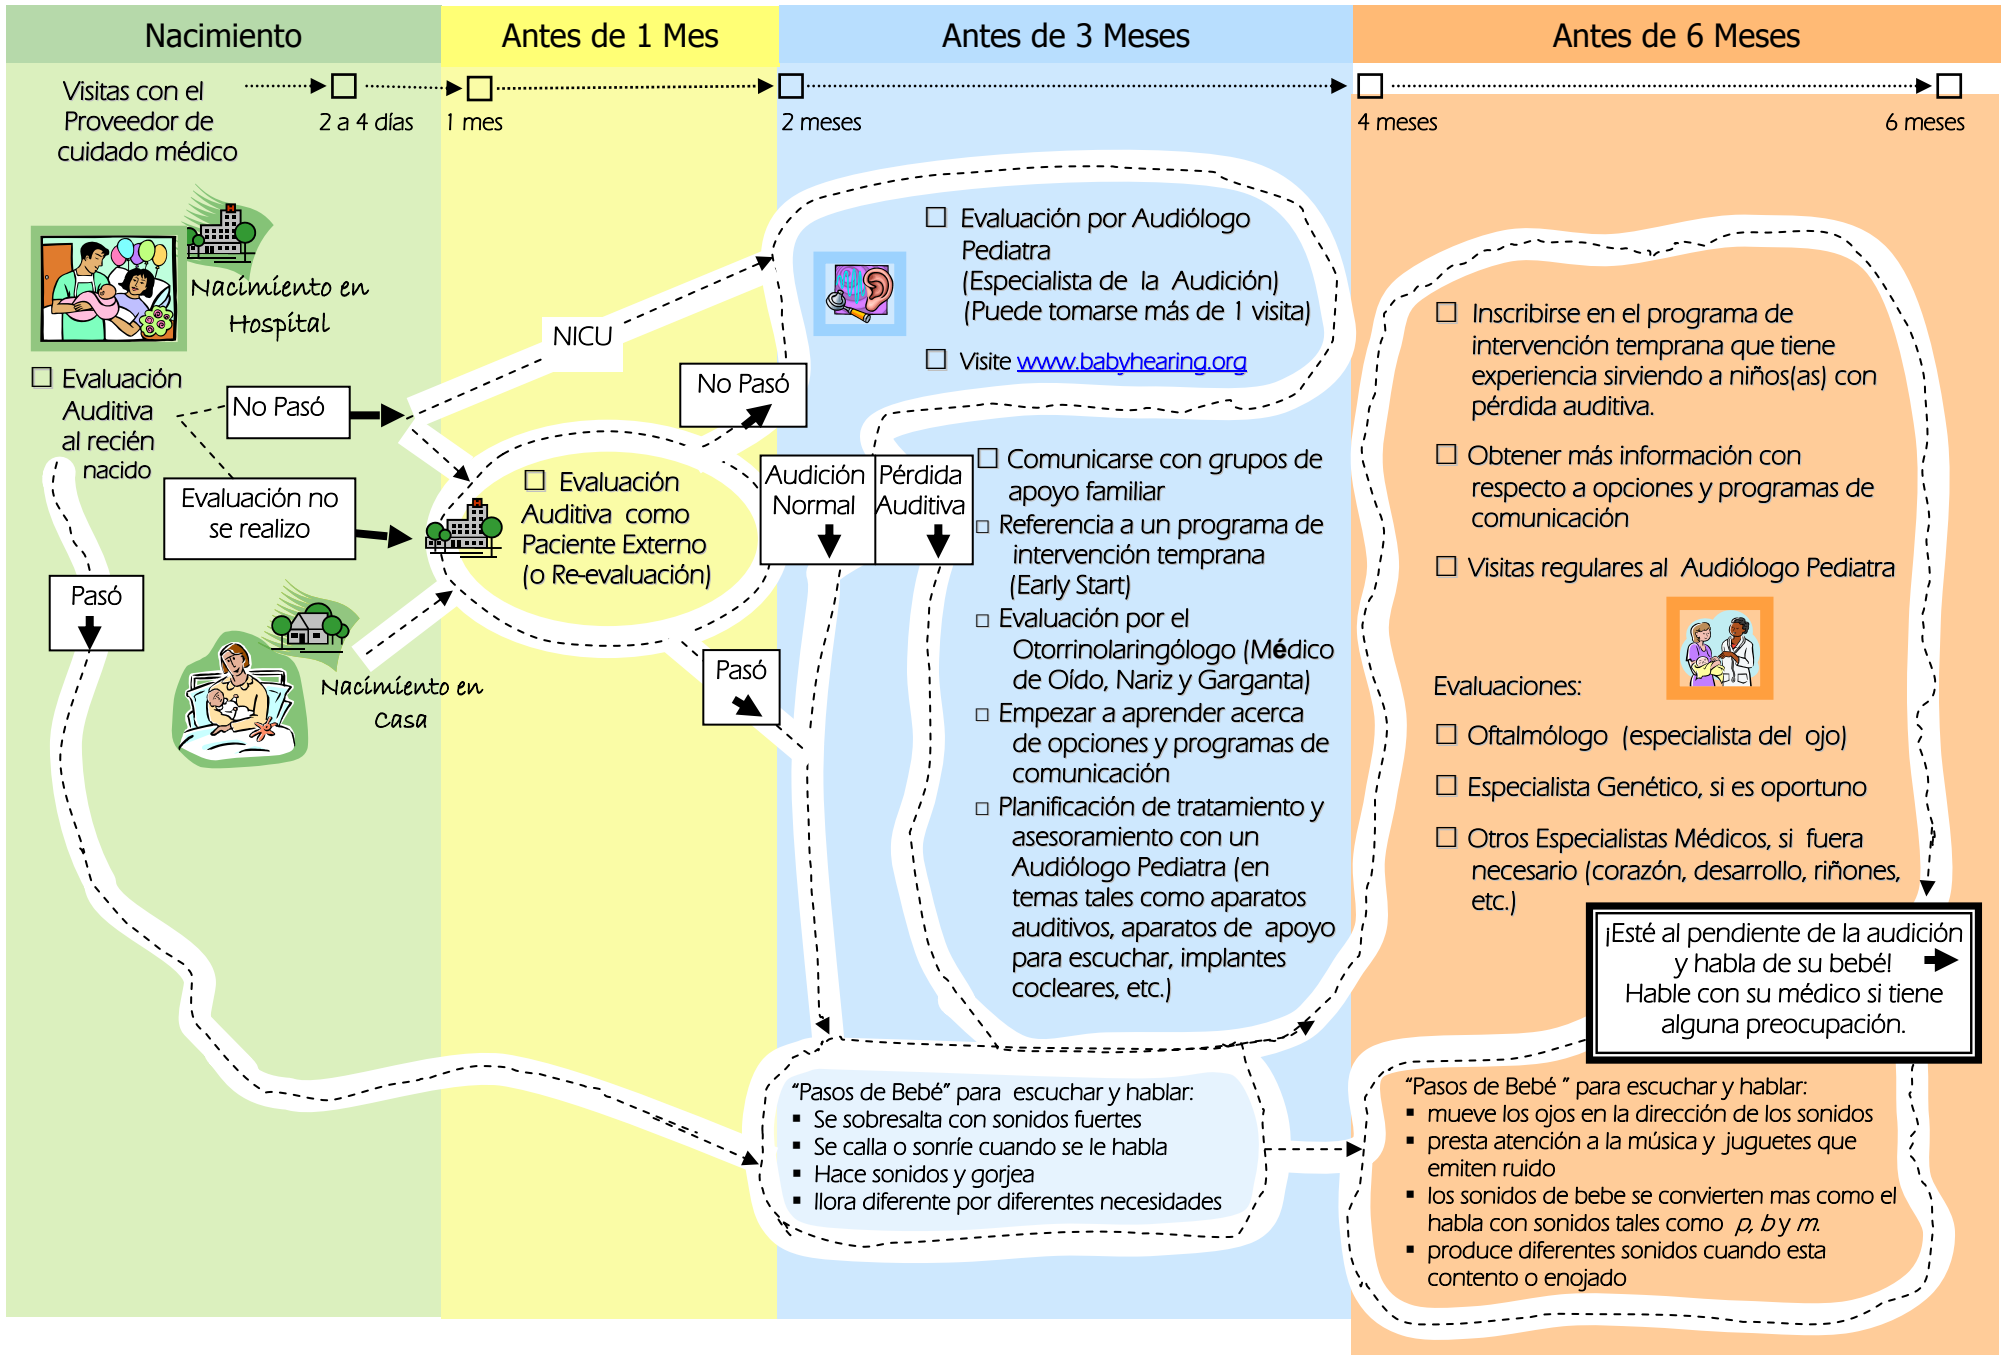 Nacimiento
Antes de 1 Mes
Antes de 3 Meses
Antes de 6 Meses
Visitas con el
Proveedor de
cuidado médico
2 a 4 días
1 mes
2 meses
4 meses
6 meses
Nacimiento en
Hospital
Evaluación
Auditiva
al recién
nacido
No Pasó
Evaluación no
se realizo
Pasó
Nacimiento en
Casa
NICU
No Pasó
Evaluación
Auditiva como
Paciente Externo
(o Re-evaluación)
Pasó
Evaluación por Audiólogo
Pediatra
(Especialista de la Audición)
(Puede tomarse más de 1 visita)
Visite www.babyhearing.org
Audición
Normal
Pérdida
Auditiva
Comunicarse con grupos de
apoyo familiar
Referencia a un programa de
intervención temprana
(Early Start)
Evaluación por el
Otorrinolaringólogo (Médico
de Oído, Nariz y Garganta)
Empezar a aprender acerca
de opciones y programas de
comunicación
Planificación de tratamiento y
asesoramiento con un
Audiólogo Pediatra (en
temas tales como aparatos
auditivos, aparatos de apoyo
para escuchar, implantes
cocleares, etc.)
“Pasos de Bebé” para escuchar y hablar:
▪ Se sobresalta con sonidos fuertes
▪ Se calla o sonríe cuando se le habla
▪ Hace sonidos y gorjea
▪ llora diferente por diferentes necesidades
Inscribirse en el programa de
intervención temprana que tiene
experiencia sirviendo a niños(as) con
pérdida auditiva.
Obtener más información con
respecto a opciones y programas de
comunicación
Visitas regulares al Audiólogo Pediatra
Evaluaciones:
Oftalmólogo (especialista del ojo)
Especialista Genético, si es oportuno
Otros Especialistas Médicos, si fuera
necesario (corazón, desarrollo, riñones,
etc.)
¡Esté al pendiente de la audición
y habla de su bebé!
Hable con su médico si tiene
alguna preocupación.
“Pasos de Bebé ” para escuchar y hablar:
▪ mueve los ojos en la dirección de los sonidos
▪ presta atención a la música y juguetes que
emiten ruido
▪ los sonidos de bebe se convierten mas como el
habla con sonidos tales como p, b y m.
▪ produce diferentes sonidos cuando esta
contento o enojado